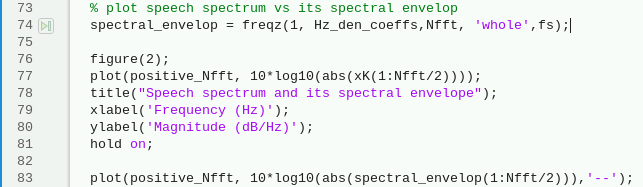 73 % plot speech spectrum vs its spectral envelop
74 spectral_envelop = freqz(1, Hz_den_coeffs,Nfft, 'whole',fs);
75
76 figure(2);
77 plot(positive_Nfft, 10*log10(abs(xK(1:Nfft/2))));
78 title("Speech spectrum and its spectral envelope");
79 xlabel('Frequency (Hz)');
80 ylabel('Magnitude (dB/Hz)');
81 hold on;
82
83 plot(positive_Nfft, 10*log10(abs(spectral_envelop(1:Nfft/2))),'--');